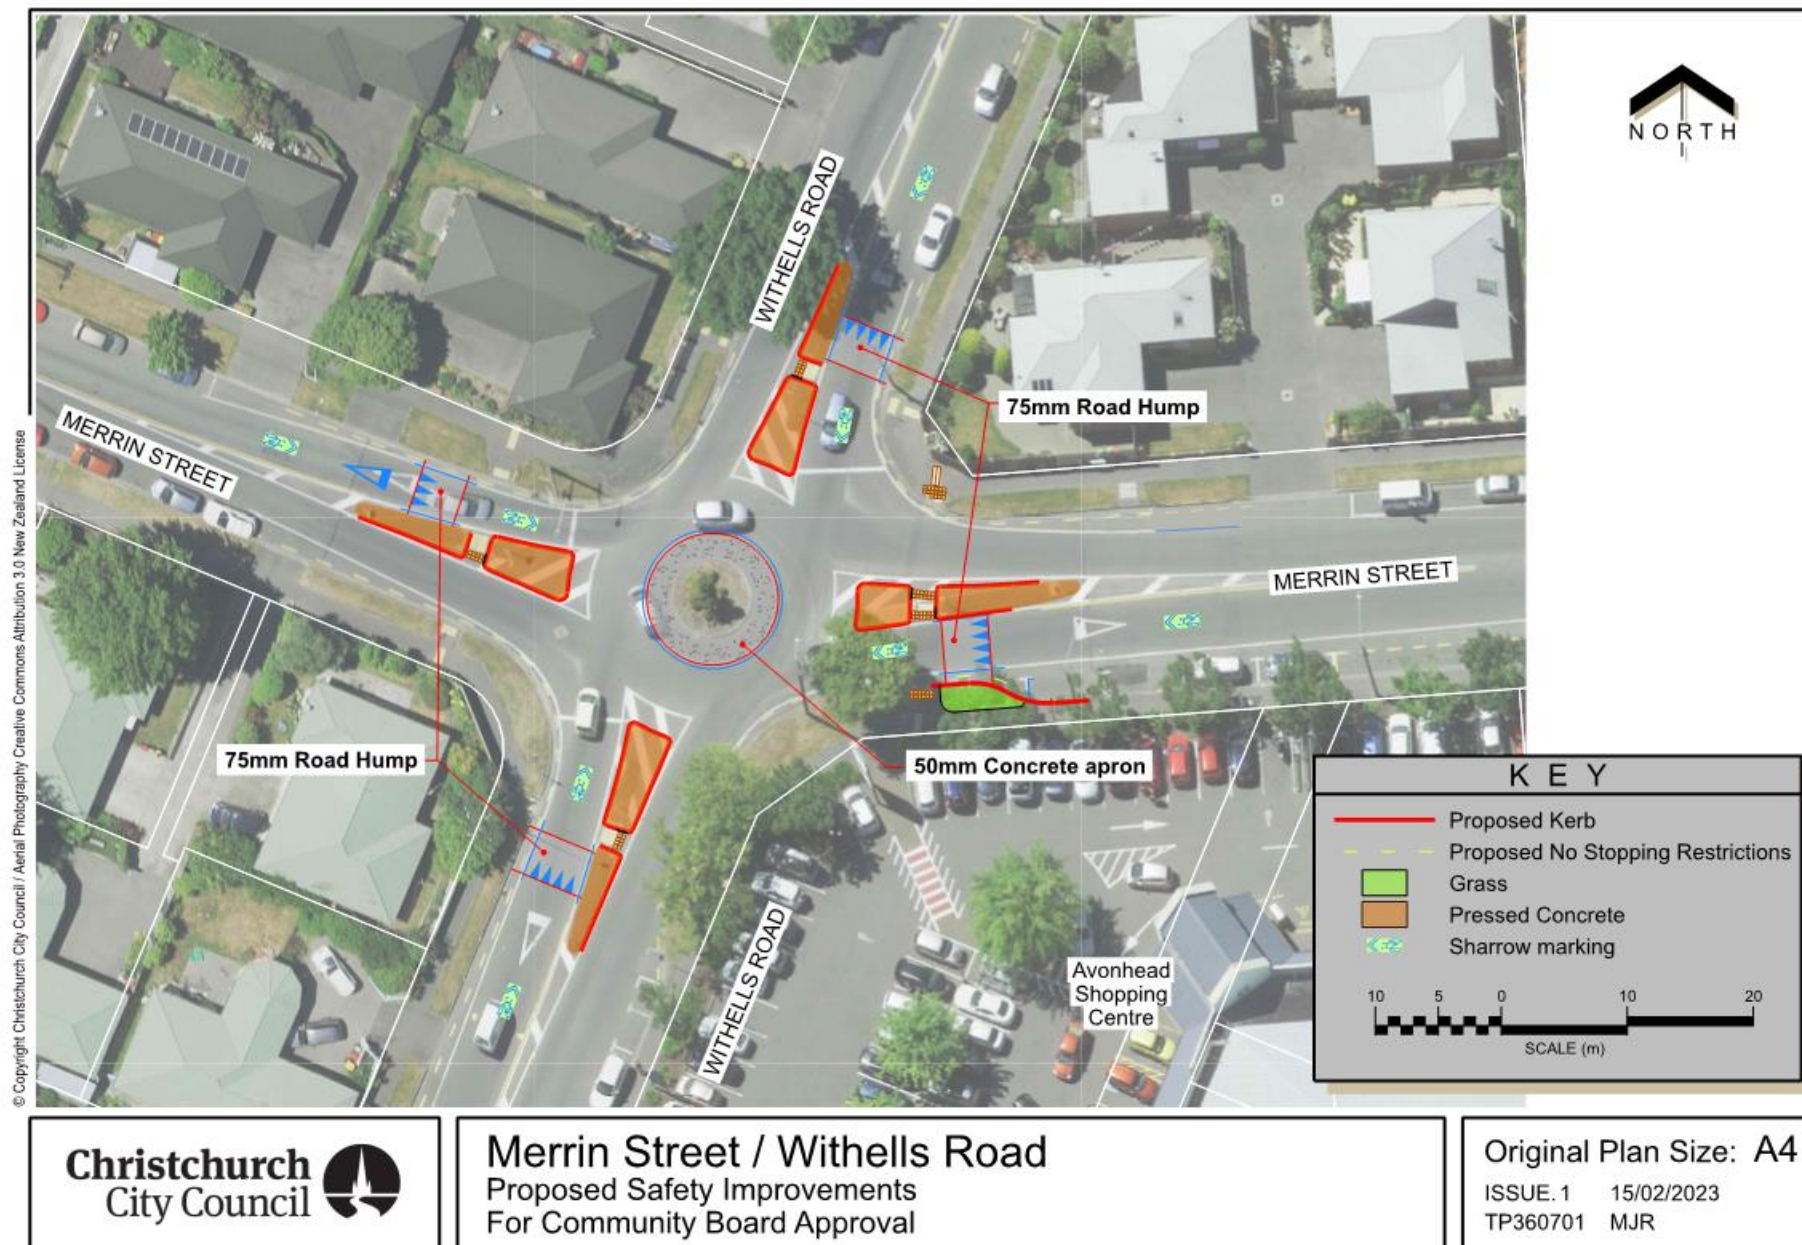 NORTH
WITHELLS ROAD
MERRIN STREET
75mm Road Hump
MERRIN STREET
75mm Road Hump
50mm Concrete apron
WITHELLS ROAD
Avonhead
Shopping
Centre
KEY
Proposed Kerb
Proposed No Stopping Restrictions
Grass
Pressed Concrete
Sharrow marking
10 5 0 10 20
SCALE (m)
© Copyright Christchurch City Council / Aerial Photography Creative Commons Attribution 3.0 New Zealand License
Christchurch
City Council
Merrin Street / Withells Road
Proposed Safety Improvements
For Community Board Approval
Original Plan Size: A4
ISSUE. 1 15/02/2023
TP360701 MJR